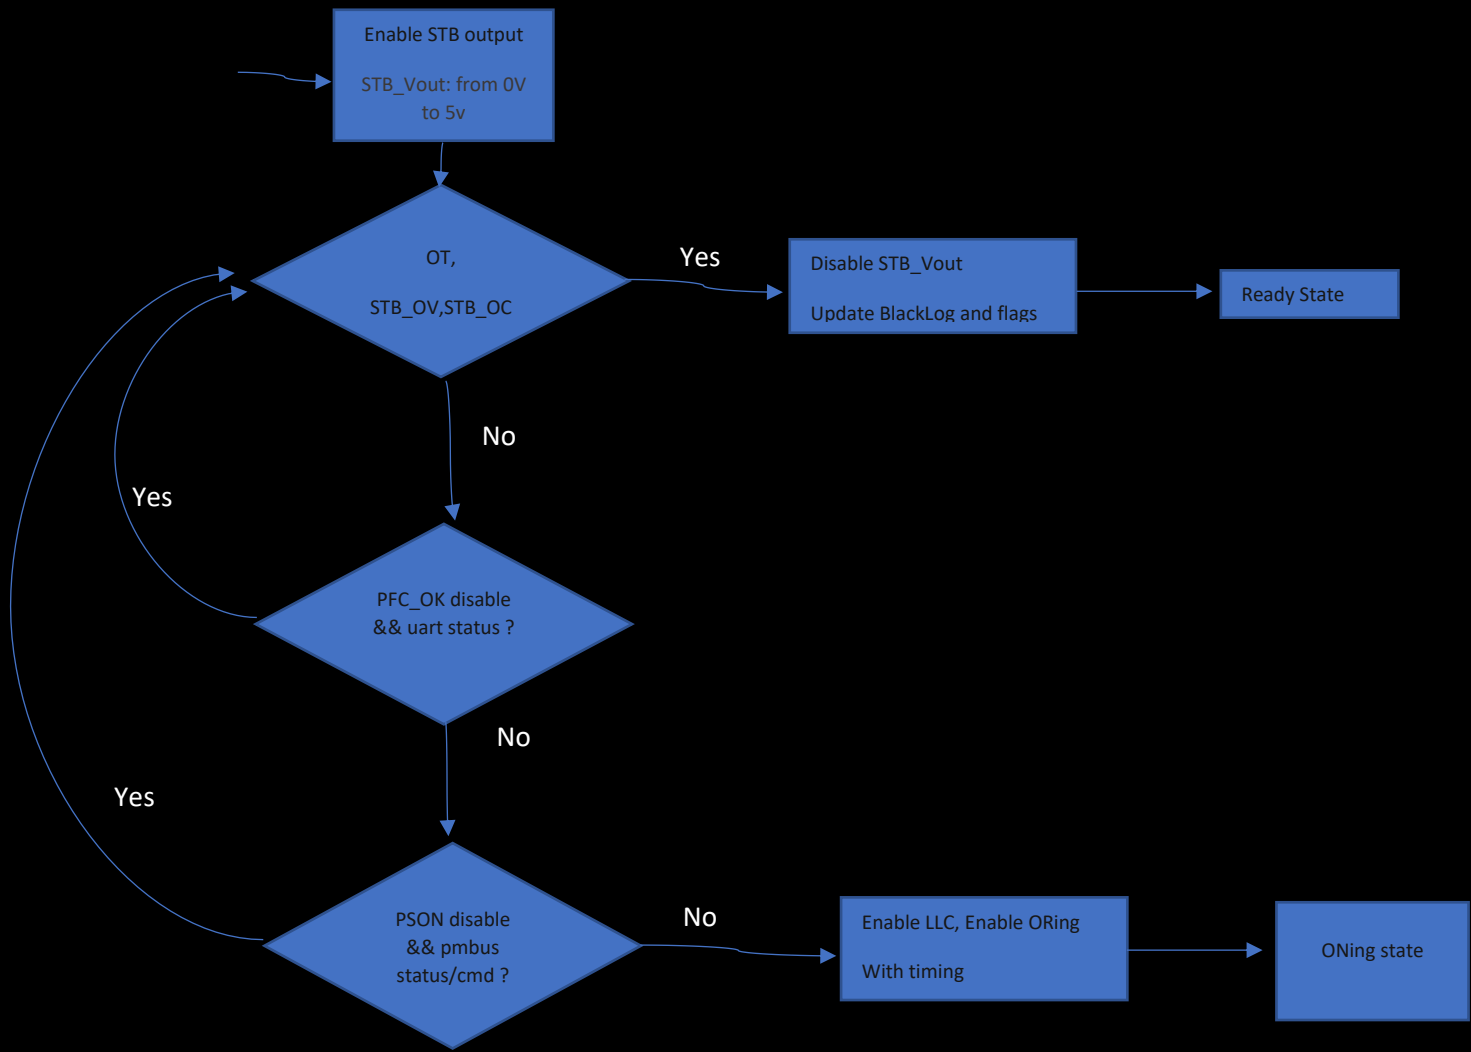 Enable STB output
STB_Vout: from 0V
to 5v
OT,
STB_OV,STB_OC
Yes
Disable STB_Vout
Update BlackLog and flags
Ready State
No
Yes
PFC_OK disable
&& uart status ?
No
Yes
PSON disable
&& pmbus
status/cmd ?
No
Enable LLC, Enable ORing
With timing
ONing state